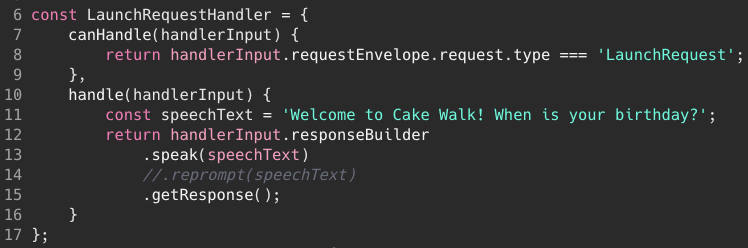 6 const LaunchRequestHandler = {
7     canHandle(handlerInput) {
8         return handlerInput.requestEnvelope.request.type === 'LaunchRequest';
9     },
10     handle(handlerInput) {
11         const speechText = 'Welcome to Cake Walk! When is your birthday?';
12         return handlerInput.responseBuilder
13             .speak(speechText)
14             //.reprompt(speechText)
15             .getResponse();
16     }
17 };